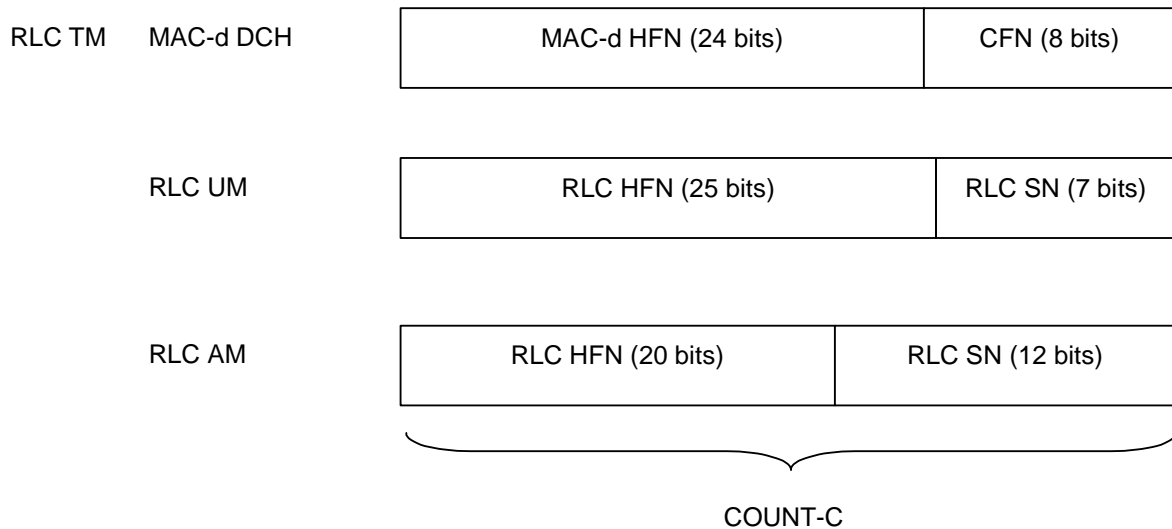 RLC TM MAC-d DCH MAC-d HFN (24 bits) CFN (8 bits)
RLC UM RLC HFN (25 bits) RLC SN (7 bits)
RLC AM RLC HFN (20 bits) RLC SN (12 bits)
COUNT-C